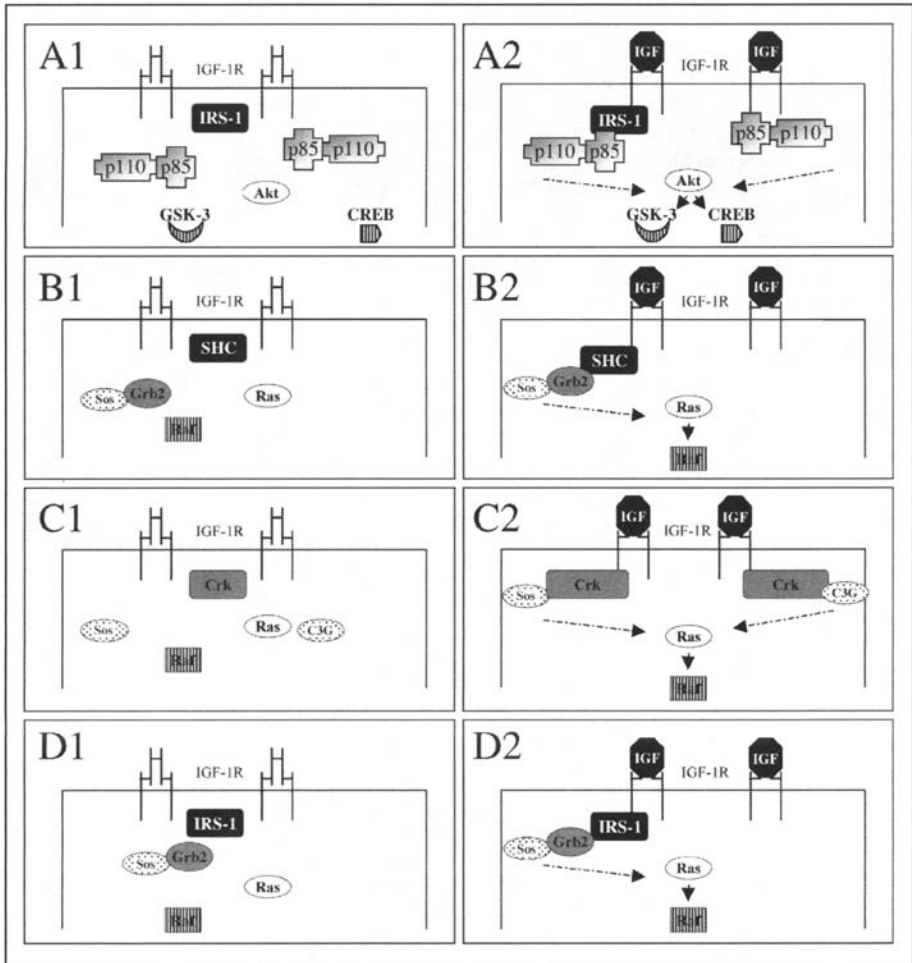 A1
IGF-1R
IRS-1
p110 p85
p85 p110
Akt
GSK-3
CREB
A2
IGF
IGF-1R
IGF
IRS-1
p110 p85
p85 p110
Akt
GSK-3
CREB
B1
IGF-1R
SHC
Sos
Grb2
Ras
Raf
B2
IGF
IGF-1R
IGF
SHC
Sos
Grb2
Ras
Raf
C1
IGF-1R
Crk
Sos
Ras
C3G
Raf
C2
IGF
IGF-1R
IGF
Sos
Crk
Crk
C3G
Ras
Raf
D1
IGF-1R
IRS-1
Sos
Grb2
Ras
Raf
D2
IGF
IGF-1R
IGF
IRS-1
Sos
Grb2
Ras
Raf